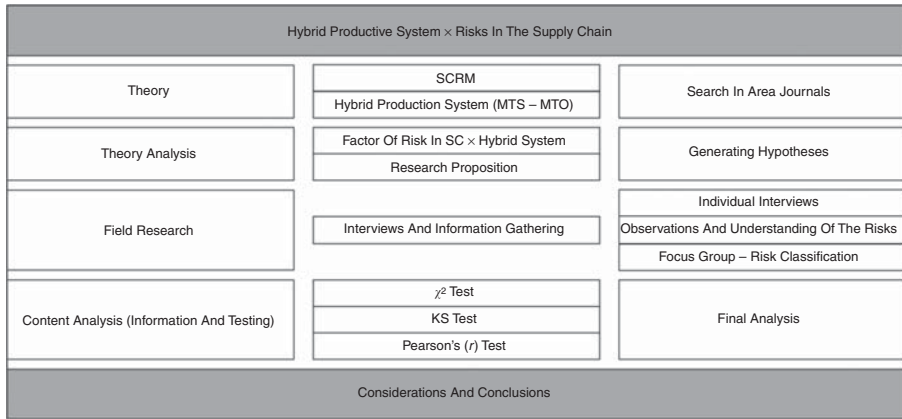 Hybrid Productive System × Risks In The Supply Chain
Theory
SCRM
Hybrid Production System (MTS – MTO)
Search In Area Journals
Theory Analysis
Factor Of Risk In SC × Hybrid System
Research Proposition
Generating Hypotheses
Field Research
Interviews And Information Gathering
Individual Interviews
Observations And Understanding Of The Risks
Focus Group – Risk Classification
Content Analysis (Information And Testing)
χ² Test
KS Test
Pearson's (r) Test
Final Analysis
Considerations And Conclusions